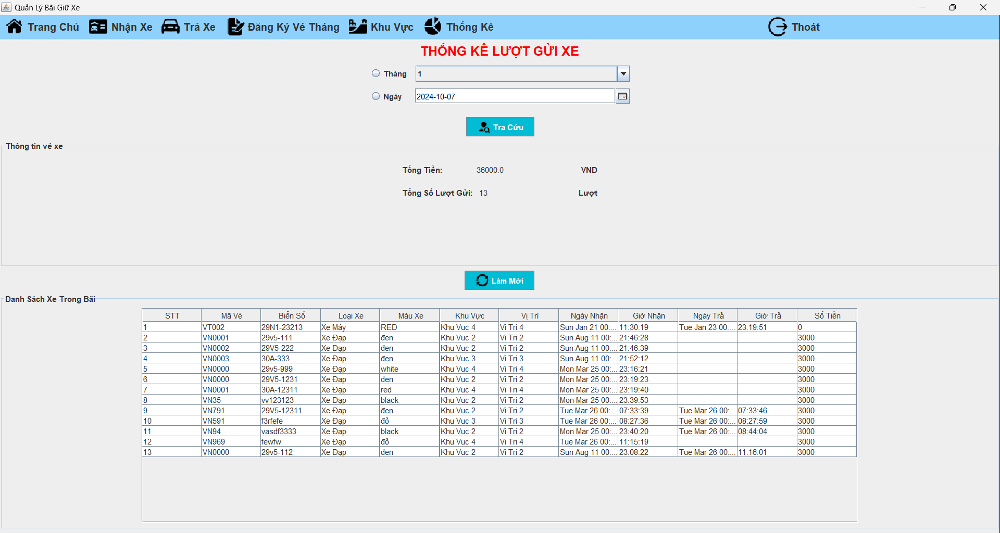 Quản Lý Bãi Giữ Xe
Trang Chủ Nhận Xe Trả Xe Đăng Ký Vé Tháng Khu Vực Thống Kê Thoát
THỐNG KÊ LƯỢT GỬI XE
Tháng 1
Ngày 2024-10-07
Tra Cứu
Thông tin vé xe
Tổng Tiền: 36000.0 VNĐ
Tổng Số Lượt Gửi: 13 Lượt
Làm Mới
Danh Sách Xe Trong Bãi
STT Mã Vé Biển Số Loại Xe Màu Xe Khu Vực Vị Trí Ngày Nhận Giờ Nhận Ngày Trả Giờ Trả Số Tiền
1 VT002 29N1-23213 Xe Máy RED Khu Vuc 4 Vi Tri 4 Sun Jan 21 00:... 11:30:19 Tue Jan 23 00:... 23:19:51 0
2 VN0001 29v5-111 Xe Đạp đen Khu Vuc 2 Vi Tri 2 Sun Aug 11 00:... 21:46:28 3000
3 VN0002 29V5-222 Xe Đạp đen Khu Vuc 2 Vi Tri 2 Sun Aug 11 00:... 21:46:39 3000
4 VN0003 30A-333 Xe Đạp đen Khu Vuc 3 Vi Tri 3 Sun Aug 11 00:... 21:52:12 3000
5 VN0000 29v5-999 Xe Đạp white Khu Vuc 4 Vi Tri 4 Mon Mar 25 00:... 23:16:21 3000
6 VN0000 29V5-1231 Xe Đạp den Khu Vuc 2 Vi Tri 2 Mon Mar 25 00:... 23:19:23 3000
7 VN0001 30A-12311 Xe Đạp red Khu Vuc 4 Vi Tri 4 Mon Mar 25 00:... 23:19:40 3000
8 VN35 vv123123 Xe Đạp black Khu Vuc 2 Vi Tri 2 Mon Mar 25 00:... 23:39:53 3000
9 VN791 29V5-12311 Xe Đạp đen Khu Vuc 2 Vi Tri 2 Tue Mar 26 00:... 07:33:39 Tue Mar 26 00:... 07:33:46 3000
10 VN591 f3rfefe Xe Đạp đỏ Khu Vuc 3 Vi Tri 3 Tue Mar 26 00:... 08:27:36 Tue Mar 26 00:... 08:27:59 3000
11 VN94 vasdf3333 Xe Đạp black Khu Vuc 2 Vi Tri 2 Mon Mar 25 00:... 23:40:20 Tue Mar 26 00:... 08:44:04 3000
12 VN969 fewfw Xe Đạp đỏ Khu Vuc 4 Vi Tri 4 Tue Mar 26 00:... 11:15:19 3000
13 VN0000 29v5-112 Xe Đạp đen Khu Vuc 2 Vi Tri 2 Sun Aug 11 00:... 23:08:22 Tue Mar 26 00:... 11:16:01 3000